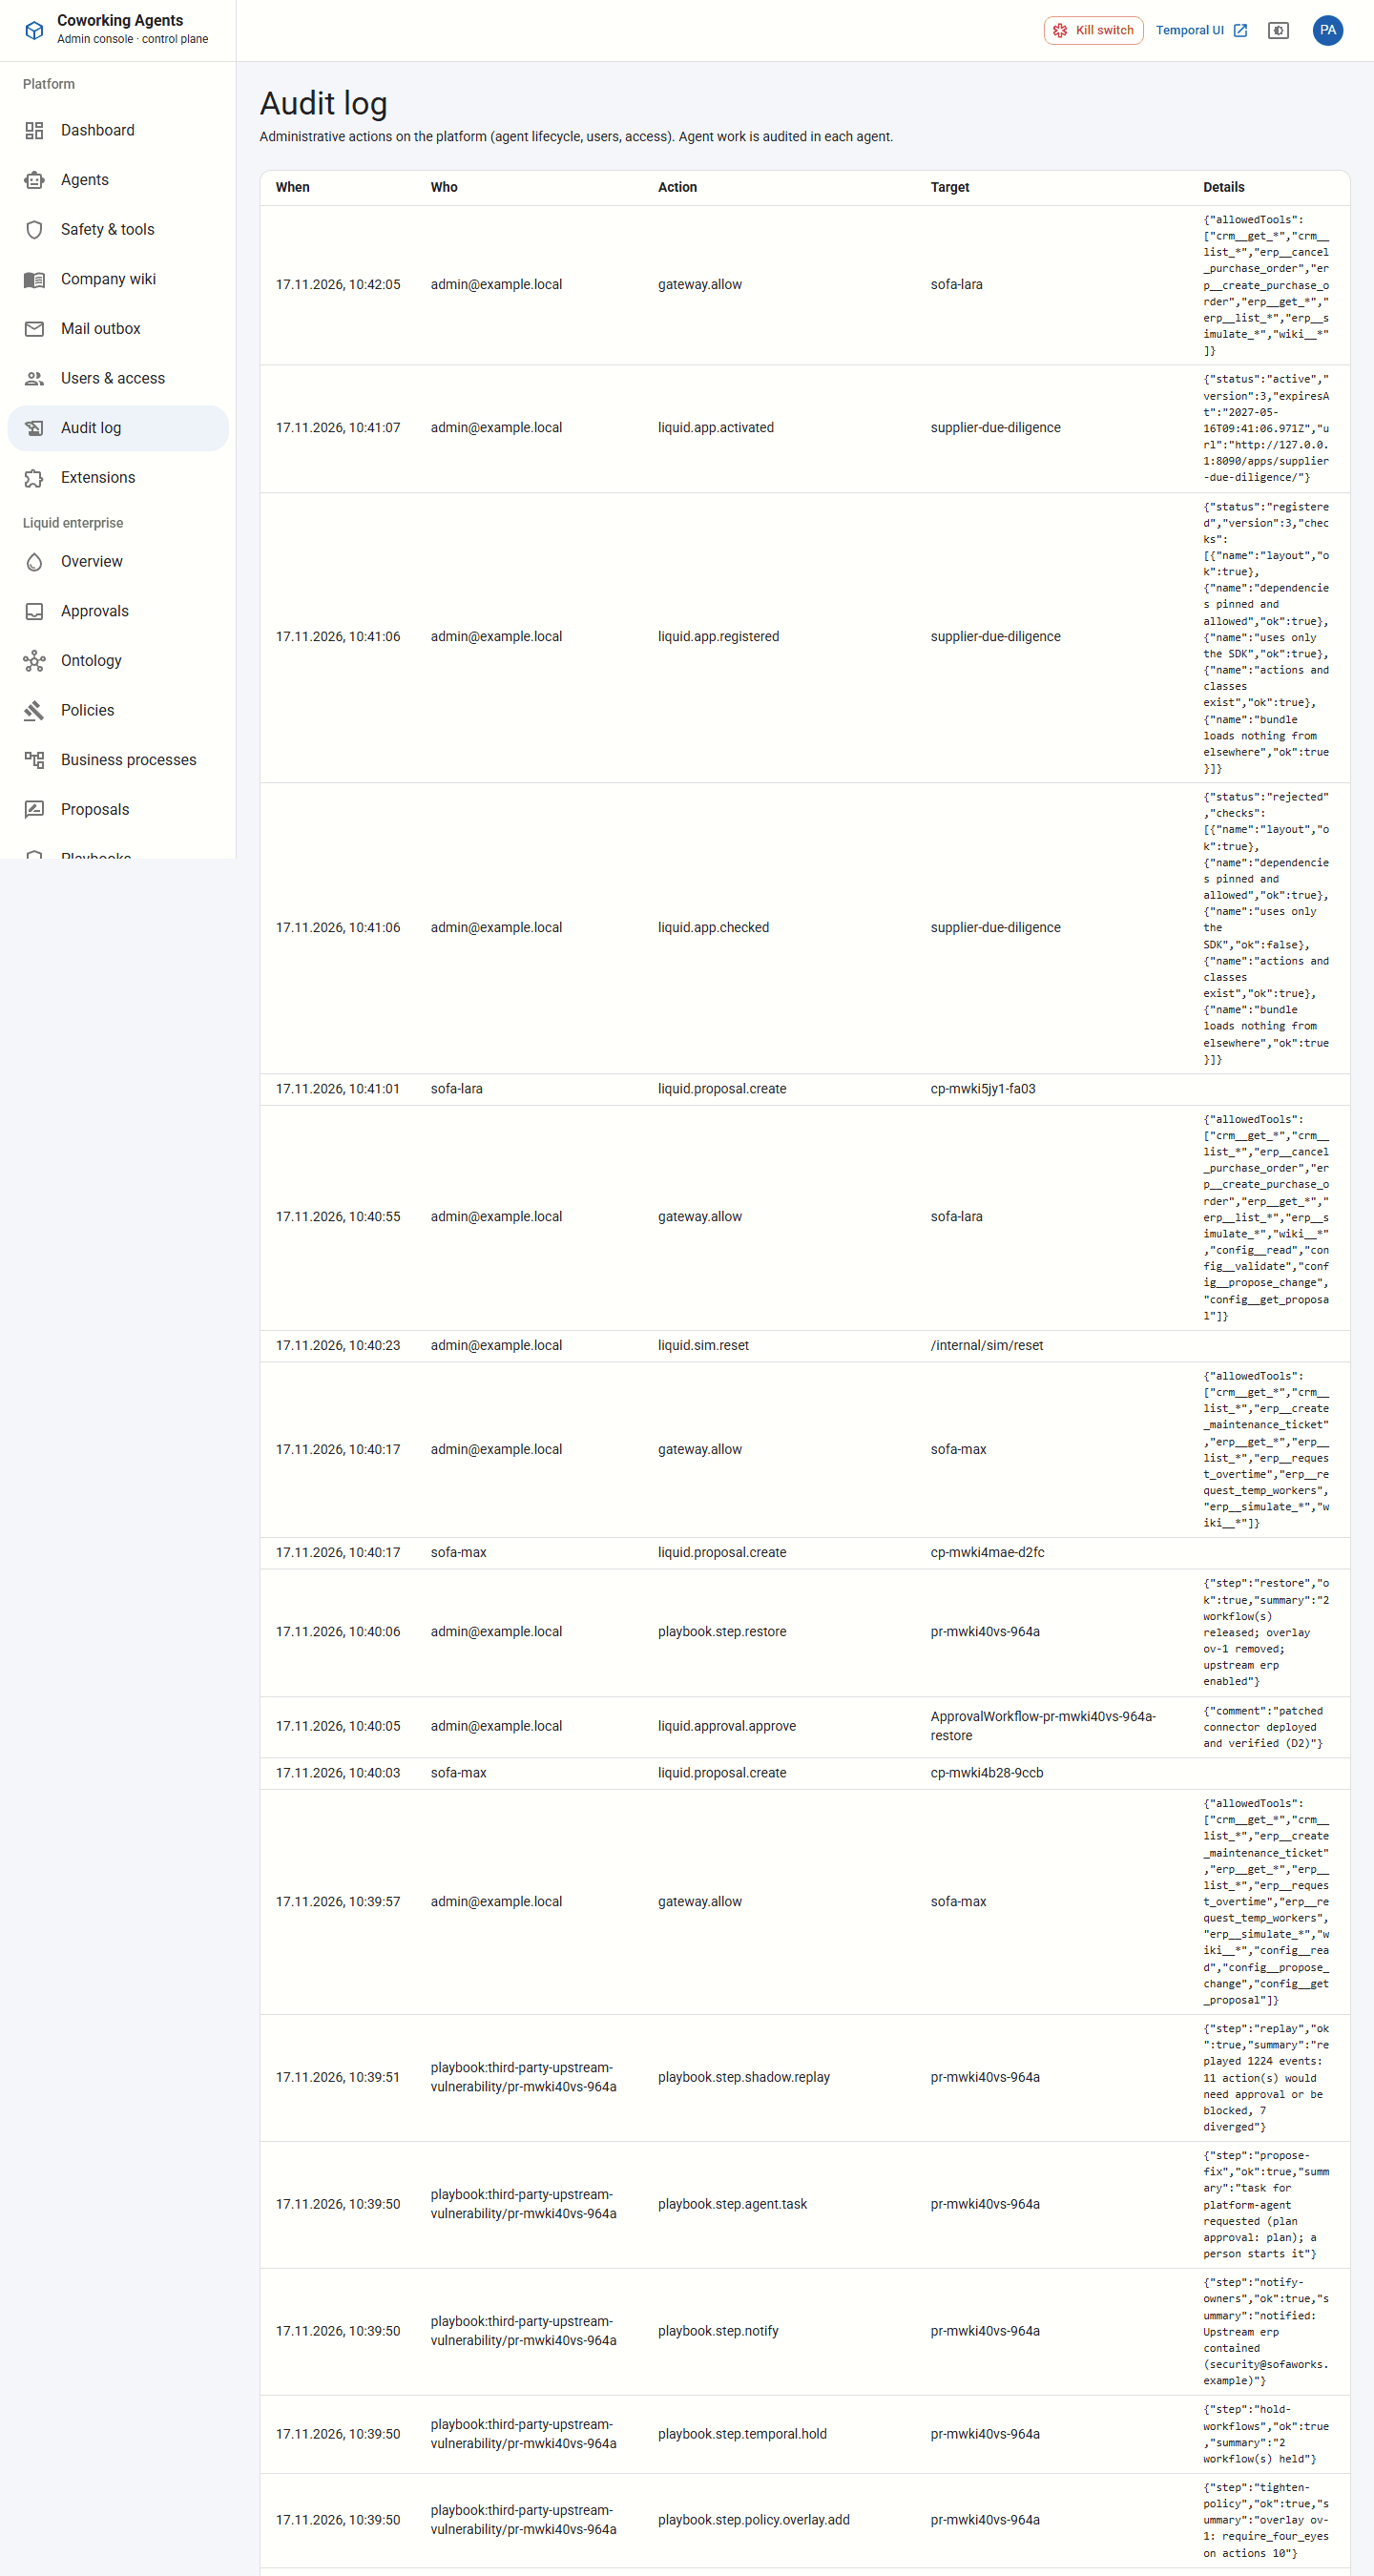 Coworking Agents
Admin console · control plane
Kill switch
Temporal UI
PA
Platform
Dashboard
Agents
Safety & tools
Company wiki
Mail outbox
Users & access
Audit log
Extensions
Liquid enterprise
Overview
Approvals
Ontology
Policies
Business processes
Proposals
Playbooks
Audit log
Administrative actions on the platform (agent lifecycle, users, access). Agent work is audited in each agent.
When Who Action Target Details
17.11.2026, 10:42:05 admin@example.local gateway.allow sofa-lara
{"allowedTools":
["crm__get_*","crm__
list_*","erp__cancel
_purchase_order","er
p__create_purchase_o
rder","erp__get_*","
erp__list_*","erp__s
imulate_*","wiki__*"
]}
17.11.2026, 10:41:07 admin@example.local liquid.app.activated supplier-due-diligence
{"status":"active","
version":3,"expiresA
t":"2027-05-
16T09:41:06.971Z","u
rl":"http://127.0.0.
1:8090/apps/supplier
-due-diligence/"}
17.11.2026, 10:41:06 admin@example.local liquid.app.registered supplier-due-diligence
{"status":"registere
d","version":3,"chec
ks":
[{"name":"layout","o
k":true},
{"name":"dependencie
s pinned and
allowed","ok":true},
{"name":"uses only
the SDK","ok":true},
{"name":"actions and
classes
exist","ok":true},
{"name":"bundle
loads nothing from
elsewhere","ok":true
}]}
17.11.2026, 10:41:06 admin@example.local liquid.app.checked supplier-due-diligence
{"status":"rejected"
,"checks":
[{"name":"layout","o
k":true},
{"name":"dependencie
s pinned and
allowed","ok":true},
{"name":"uses only
the
SDK","ok":false},
{"name":"actions and
classes
exist","ok":true},
{"name":"bundle
loads nothing from
elsewhere","ok":true
}]}
17.11.2026, 10:41:01 sofa-lara liquid.proposal.create cp-mwki5jy1-fa03
17.11.2026, 10:40:55 admin@example.local gateway.allow sofa-lara
{"allowedTools":
["crm__get_*","crm__
list_*","erp__cancel
_purchase_order","er
p__create_purchase_o
rder","erp__get_*","
erp__list_*","erp__s
imulate_*","wiki__*"
,"config__read","con
fig__validate","conf
ig__propose_change",
"config__get_proposa
l"]}
17.11.2026, 10:40:23 admin@example.local liquid.sim.reset /internal/sim/reset
17.11.2026, 10:40:17 admin@example.local gateway.allow sofa-max
{"allowedTools":
["crm__get_*","crm__
list_*","erp__create
_maintenance_ticket"
,"erp__get_*","erp__
list_*","erp__reques
t_overtime","erp__re
quest_temp_workers",
"erp__simulate_*","w
iki__*"]}
17.11.2026, 10:40:17 sofa-max liquid.proposal.create cp-mwki4mae-d2fc
17.11.2026, 10:40:06 admin@example.local playbook.step.restore pr-mwki40vs-964a
{"step":"restore","o
k":true,"summary":"2
workflow(s)
released; overlay
ov-1 removed;
upstream erp
enabled"}
17.11.2026, 10:40:05 admin@example.local liquid.approval.approve
ApprovalWorkflow-pr-mwki40vs-964a-
restore
{"comment":"patched
connector deployed
and verified (D2)"}
17.11.2026, 10:40:03 sofa-max liquid.proposal.create cp-mwki4b28-9ccb
17.11.2026, 10:39:57 admin@example.local gateway.allow sofa-max
{"allowedTools":
["crm__get_*","crm__
list_*","erp__create
_maintenance_ticket"
,"erp__get_*","erp__
list_*","erp__reques
t_overtime","erp__re
quest_temp_workers",
"erp__simulate_*","w
iki__*","config__rea
d","config__propose_
change","config__get
_proposal"]}
17.11.2026, 10:39:51
playbook:third-party-upstream-
vulnerability/pr-mwki40vs-964a
playbook.step.shadow.replay pr-mwki40vs-964a
{"step":"replay","ok
":true,"summary":"re
played 1224 events:
11 action(s) would
need approval or be
blocked, 7
diverged"}
17.11.2026, 10:39:50
playbook:third-party-upstream-
vulnerability/pr-mwki40vs-964a
playbook.step.agent.task pr-mwki40vs-964a
{"step":"propose-
fix","ok":true,"summ
ary":"task for
platform-agent
requested (plan
approval: plan); a
person starts it"}
17.11.2026, 10:39:50
playbook:third-party-upstream-
vulnerability/pr-mwki40vs-964a
playbook.step.notify pr-mwki40vs-964a
{"step":"notify-
owners","ok":true,"s
ummary":"notified:
Upstream erp
contained
(security@sofaworks.
example)"}
17.11.2026, 10:39:50
playbook:third-party-upstream-
vulnerability/pr-mwki40vs-964a
playbook.step.temporal.hold pr-mwki40vs-964a
{"step":"hold-
workflows","ok":true
,"summary":"2
workflow(s) held"}
17.11.2026, 10:39:50
playbook:third-party-upstream-
vulnerability/pr-mwki40vs-964a
playbook.step.policy.overlay.add pr-mwki40vs-964a
{"step":"tighten-
policy","ok":true,"s
ummary":"overlay ov-
1: require_four_eyes
on actions 10"}